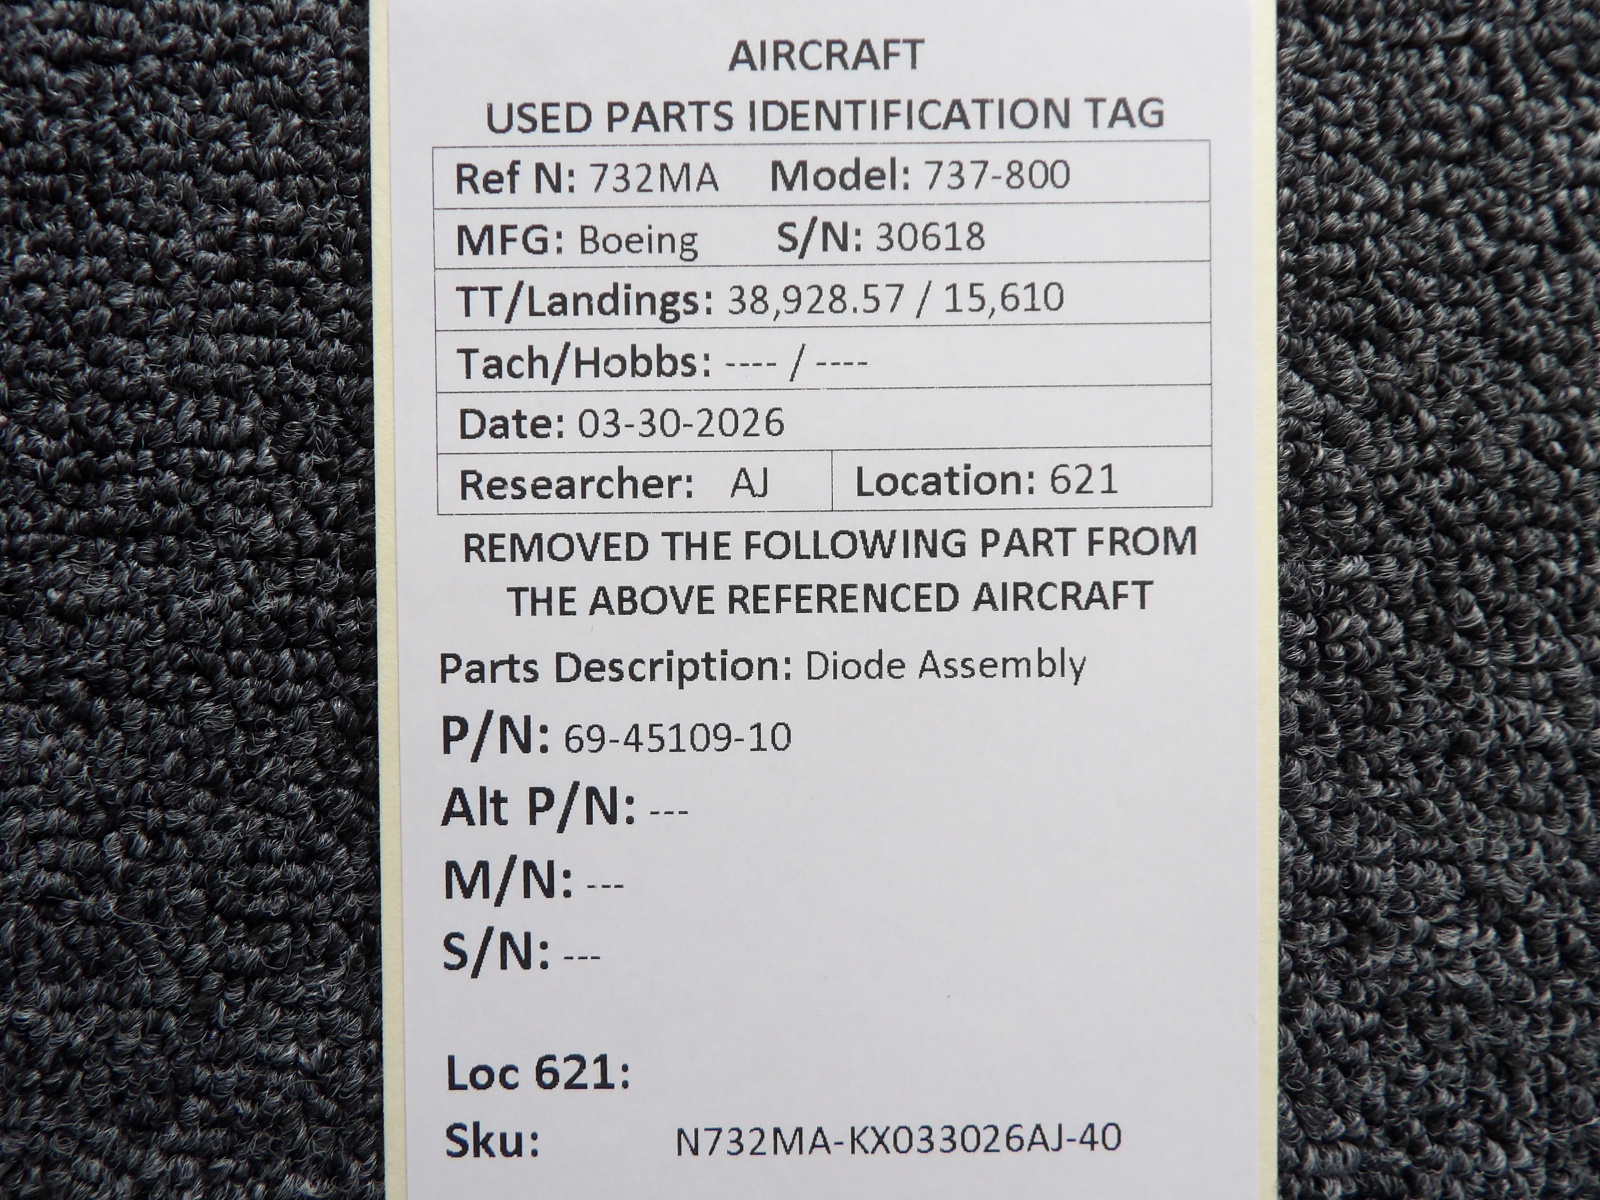 AIRCRAFT
USED PARTS IDENTIFICATION TAG
Ref N: 732MA Model: 737-800
MFG: Boeing S/N: 30618
TT/Landings: 38,928.57 / 15,610
Tach/Hobbs: ---- / ----
Date: 03-30-2026
Researcher: AJ Location: 621
REMOVED THE FOLLOWING PART FROM
THE ABOVE REFERENCED AIRCRAFT
Parts Description: Diode Assembly
P/N: 69-45109-10
Alt P/N: ---
M/N: ---
S/N: ---
Loc 621:
Sku: N732MA-KX033026AJ-40